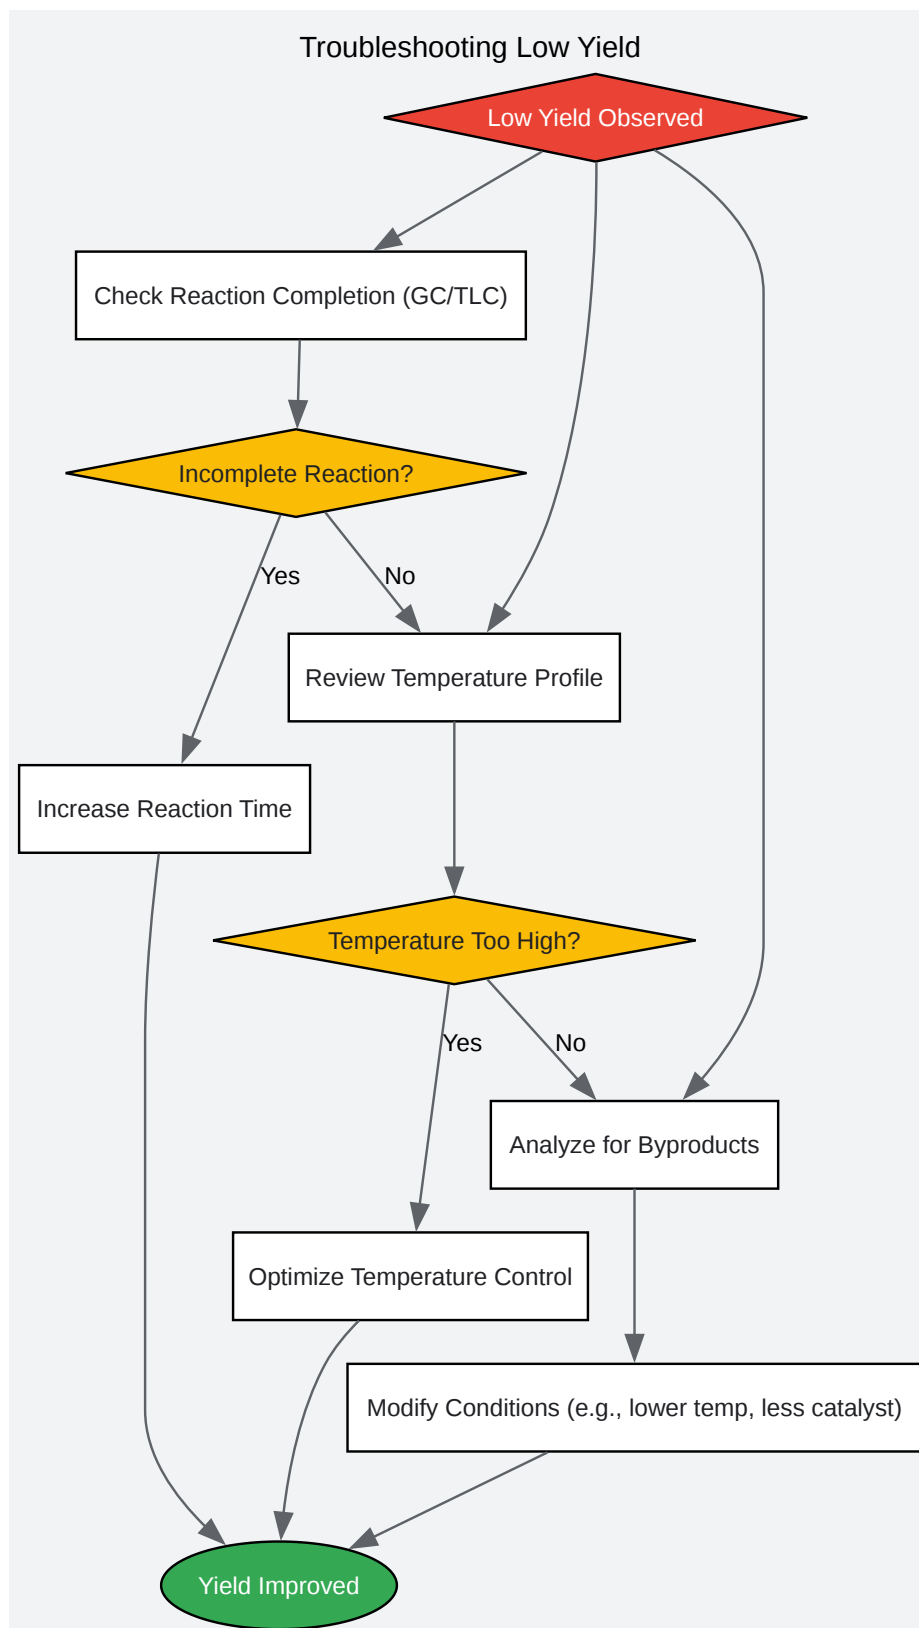 Troubleshooting Low Yield
Low Yield Observed
Check Reaction Completion (GC/TLC)
Incomplete Reaction?
Yes
No
Review Temperature Profile
Increase Reaction Time
Temperature Too High?
Yes
No
Analyze for Byproducts
Optimize Temperature Control
Modify Conditions (e.g., lower temp, less catalyst)
Yield Improved